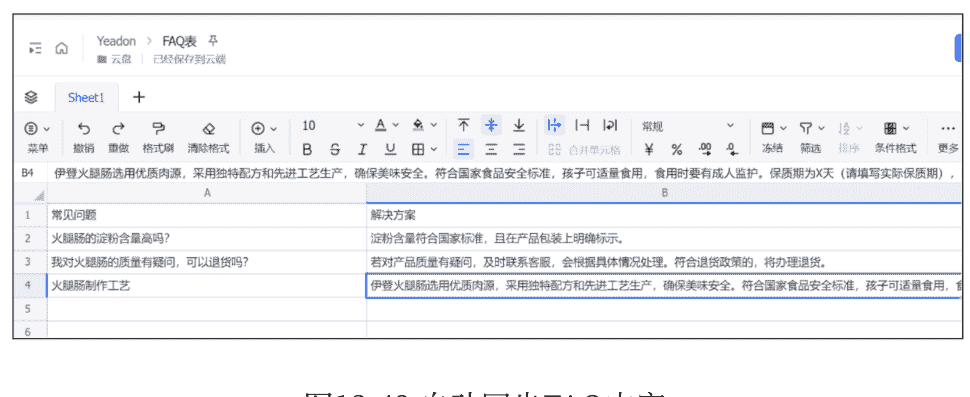 Yeadon > FAQ表
云盘 | 已经保存到云端
Sheet1 +
10 常规
菜单 撤销 重做 格式刷 清除格式 插入 B S I U 合并单元格 ¥ % .00 .0 冻结 筛选 排序 条件格式 更多
B4 伊登火腿肠选用优质肉源，采用独特配方和先进工艺生产，确保美味安全。符合国家食品安全标准，孩子可适量食用，食用时要有成人监护。保质期为X天（请填写实际保质期），
A B
1 常见问题 解决方案
2 火腿肠的淀粉含量高吗？ 淀粉含量符合国家标准，且在产品包装上明确标示。
3 我对火腿肠的质量有疑问，可以退货吗？ 若对产品质量有疑问，及时联系客服，会根据具体情况处理。符合退货政策的，将办理退货。
4 火腿肠制作工艺 伊登火腿肠选用优质肉源，采用独特配方和先进工艺生产，确保美味安全。符合国家食品安全标准，孩子可适量食用，
5
6